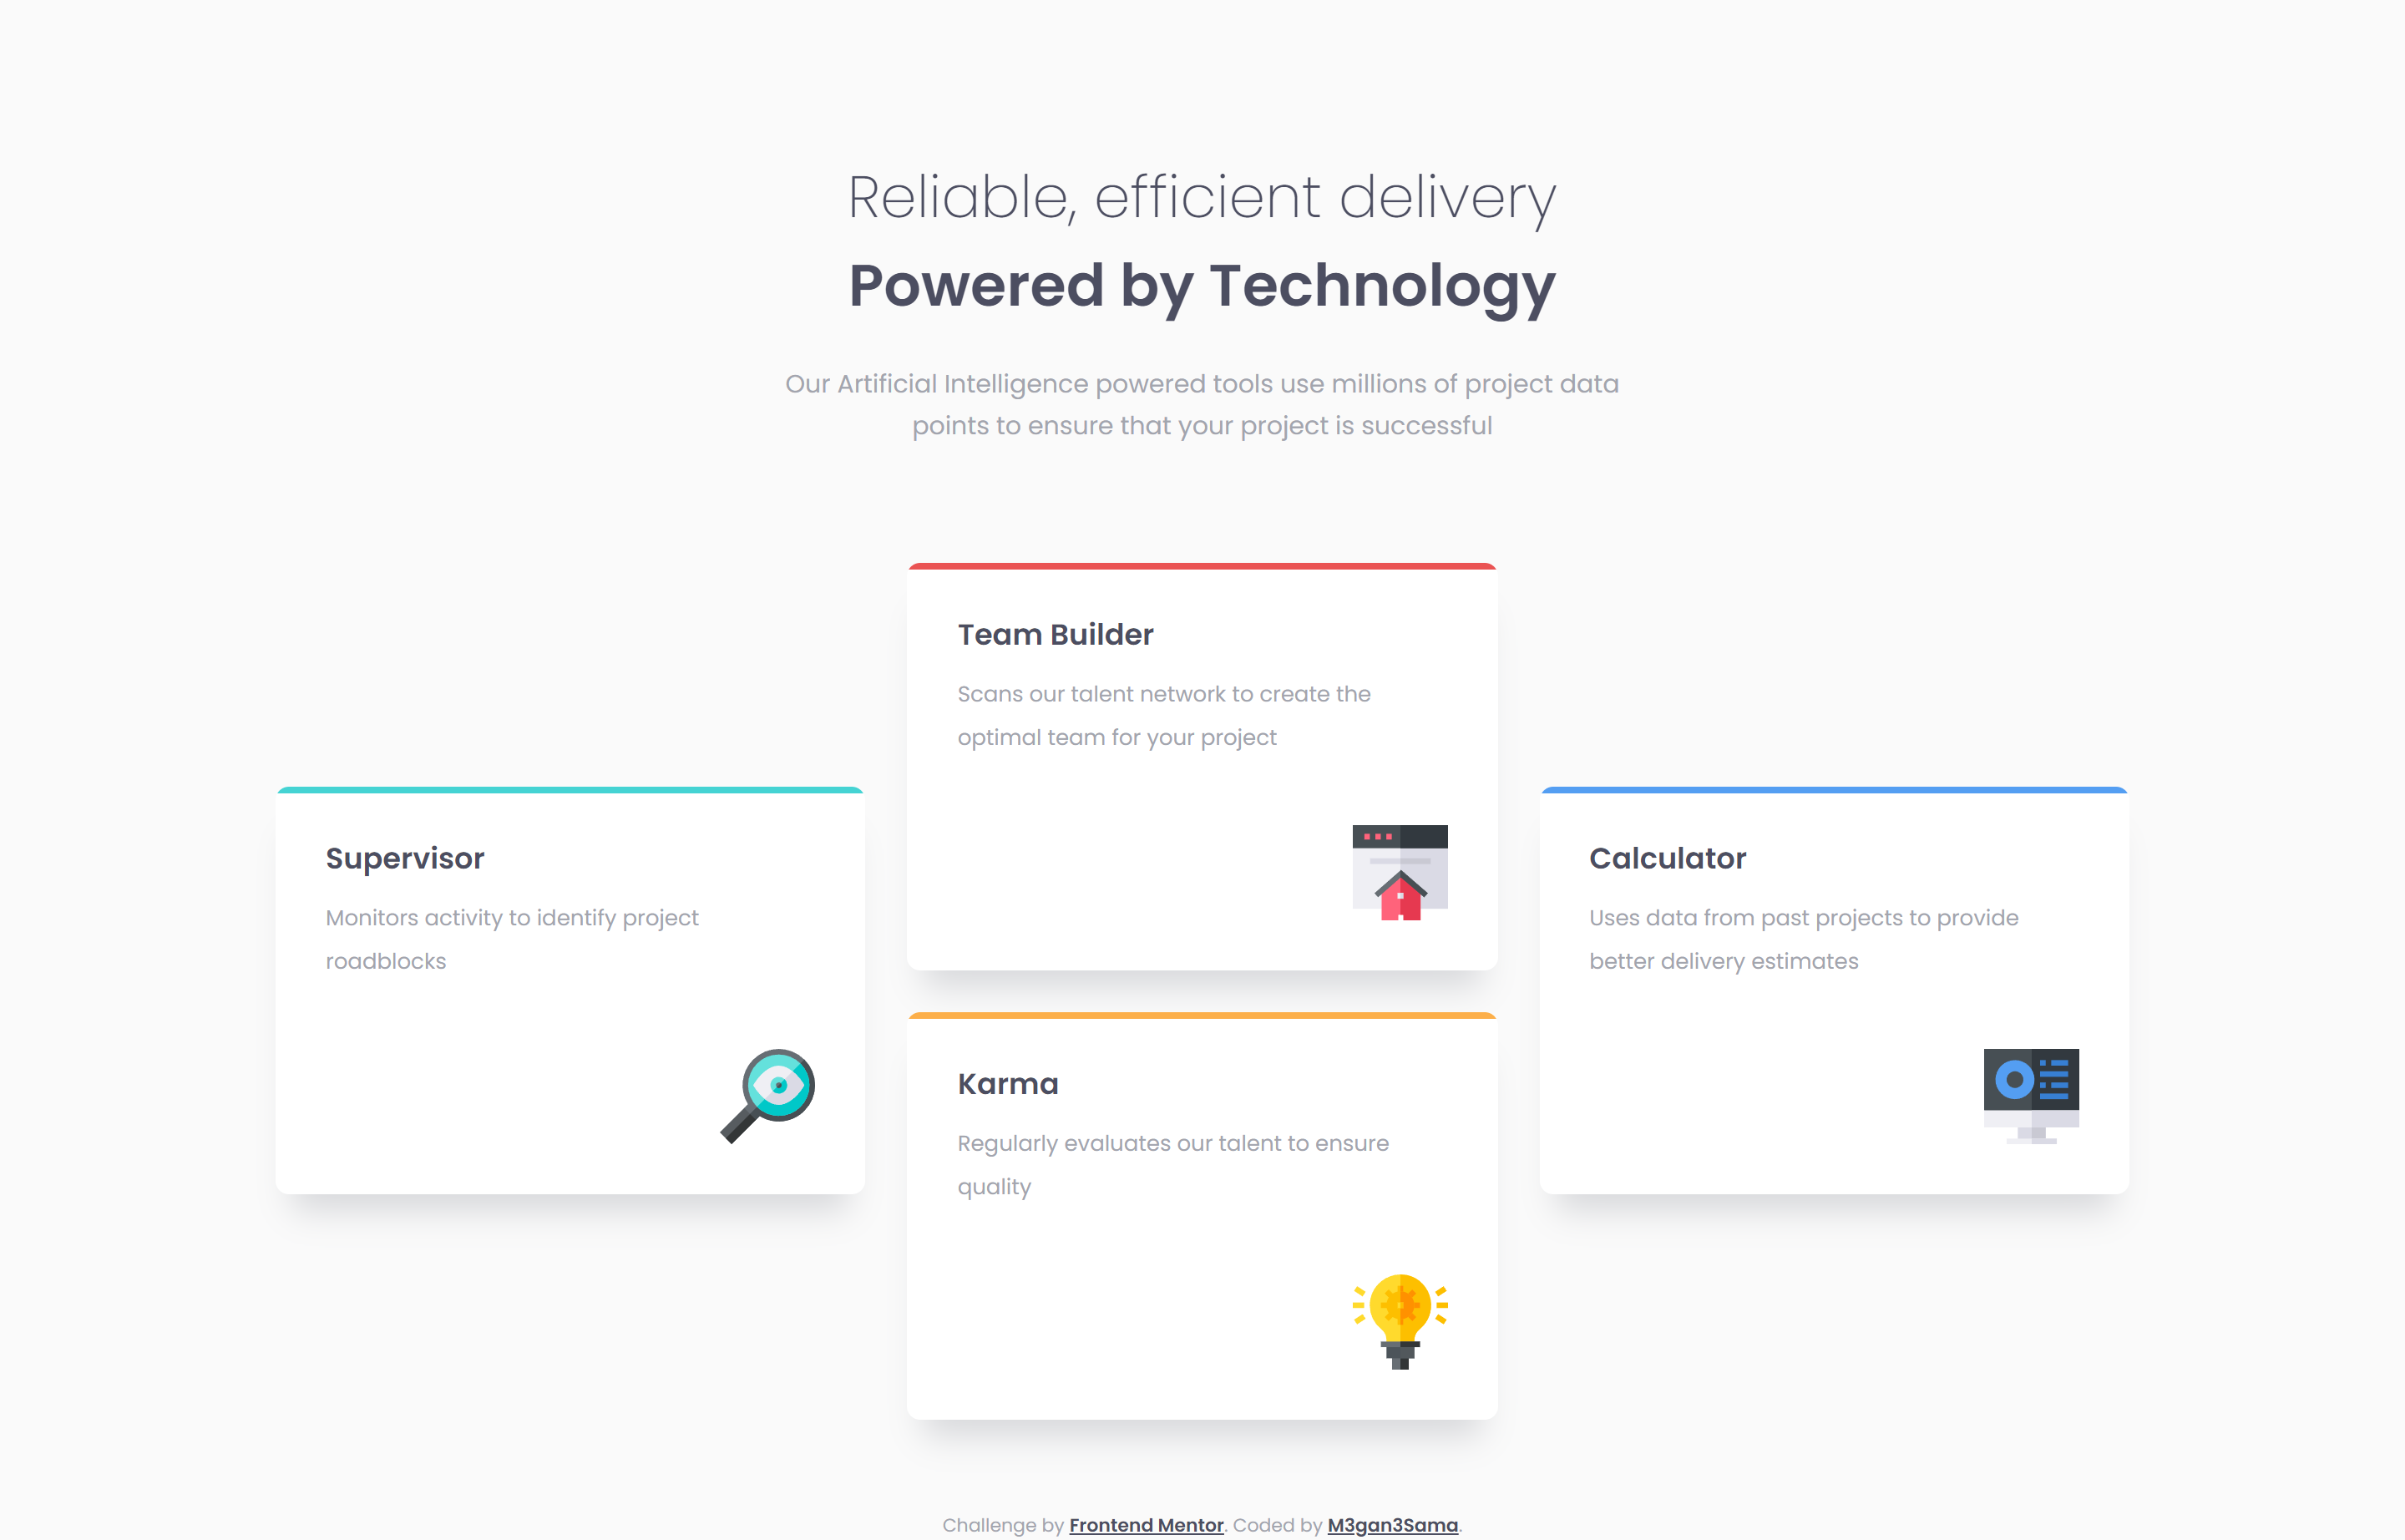 Reliable, efficient delivery
Powered by Technology
Our Artificial Intelligence powered tools use millions of project data
points to ensure that your project is successful
Team Builder
Scans our talent network to create the
optimal team for your project
Supervisor
Monitors activity to identify project
roadblocks
Calculator
Uses data from past projects to provide
better delivery estimates
Karma
Regularly evaluates our talent to ensure
quality
Challenge by Frontend Mentor. Coded by M3gan3Sama.